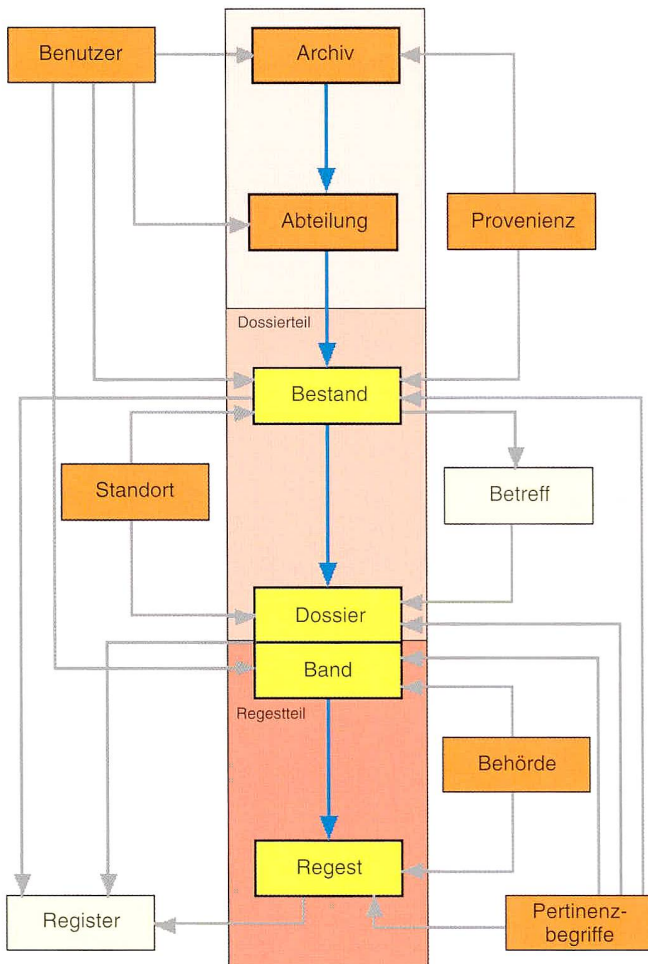 Benutzer
Archiv
Abteilung
Provenienz
Dossierteil
Bestand
Standort
Betreff
Dossier
Band
Regestteil
Behörde
Regest
Register
Pertinenz-
begriffe